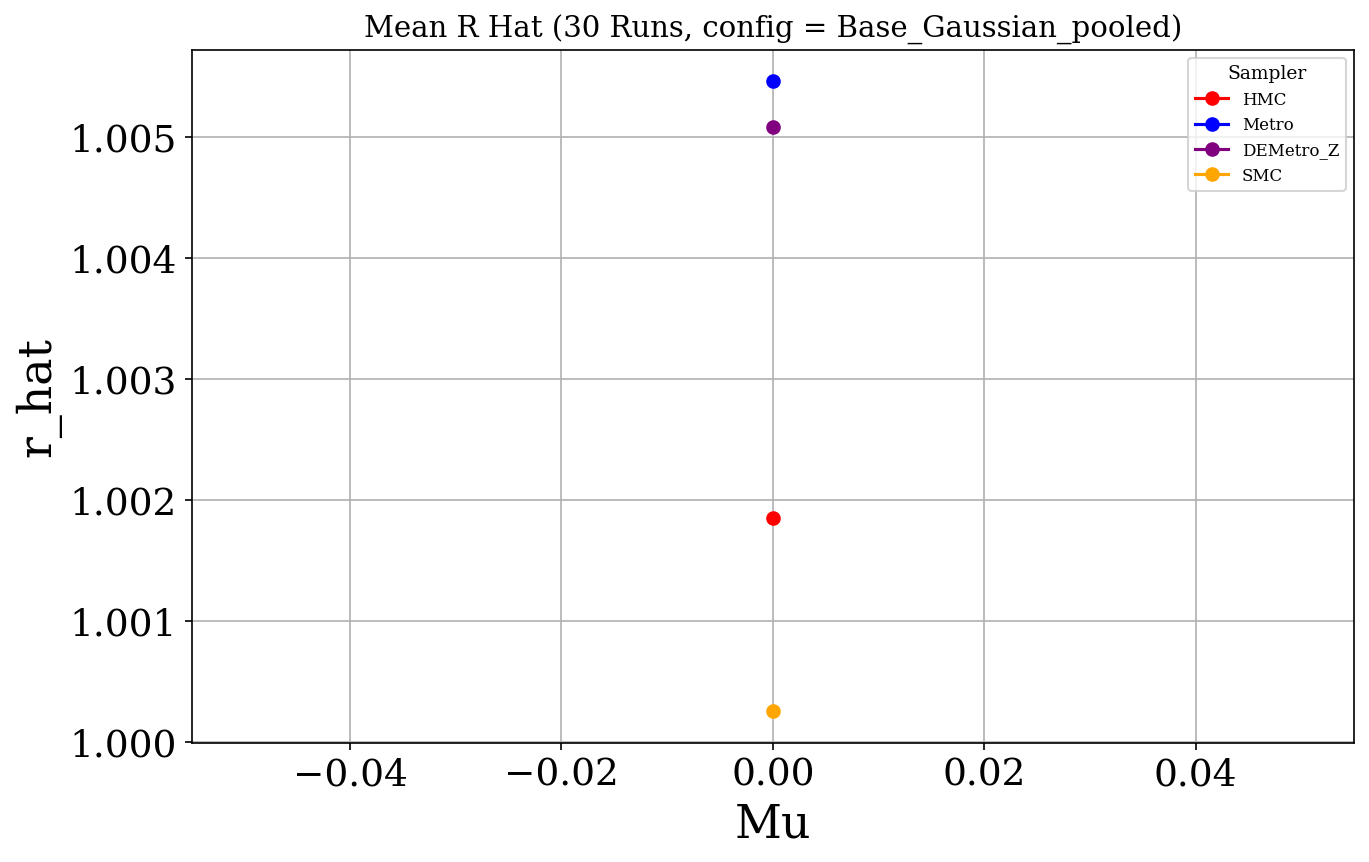 Mean R Hat (30 Runs, config = Base_Gaussian_pooled)
Sampler
HMC
Metro
DEMetro_Z
SMC
r_hat
1.005
1.004
1.003
1.002
1.001
1.000
−0.04
−0.02
0.00
0.02
0.04
Mu